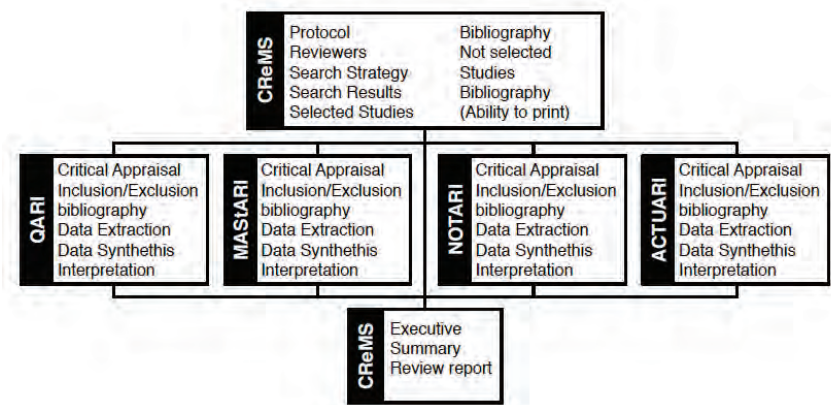 CReMS
Protocol
Reviewers
Search Strategy
Search Results
Selected Studies
Bibliography
Not selected
Studies
Bibliography
(Ability to print)
QARI
Critical Appraisal
Inclusion/Exclusion
bibliography
Data Extraction
Data Synthethis
Interpretation
MAStARI
Critical Appraisal
Inclusion/Exclusion
bibliography
Data Extraction
Data Synthethis
Interpretation
NOTARI
Critical Appraisal
Inclusion/Exclusion
bibliography
Data Extraction
Data Synthethis
Interpretation
ACTUARI
Critical Appraisal
Inclusion/Exclusion
bibliography
Data Extraction
Data Synthethis
Interpretation
CReMS
Executive
Summary
Review report